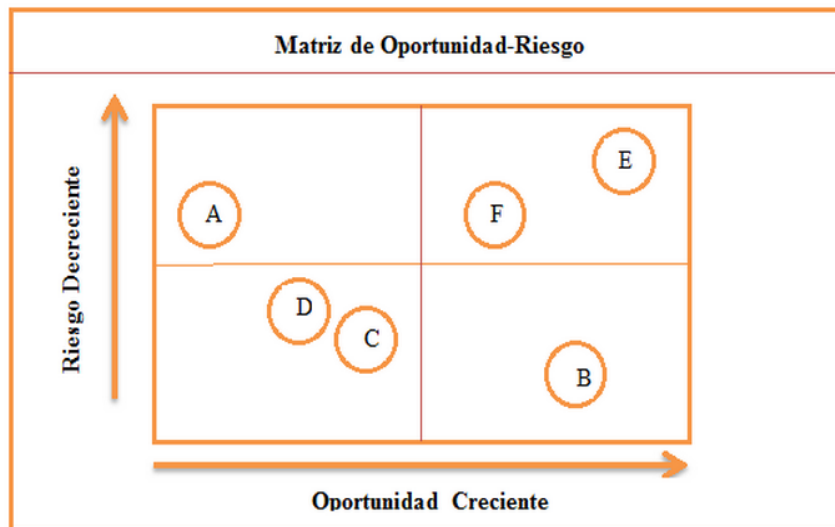 Matriz de Oportunidad-Riesgo
Riesgo Decreciente
E
A
F
D
C
B
Oportunidad Creciente